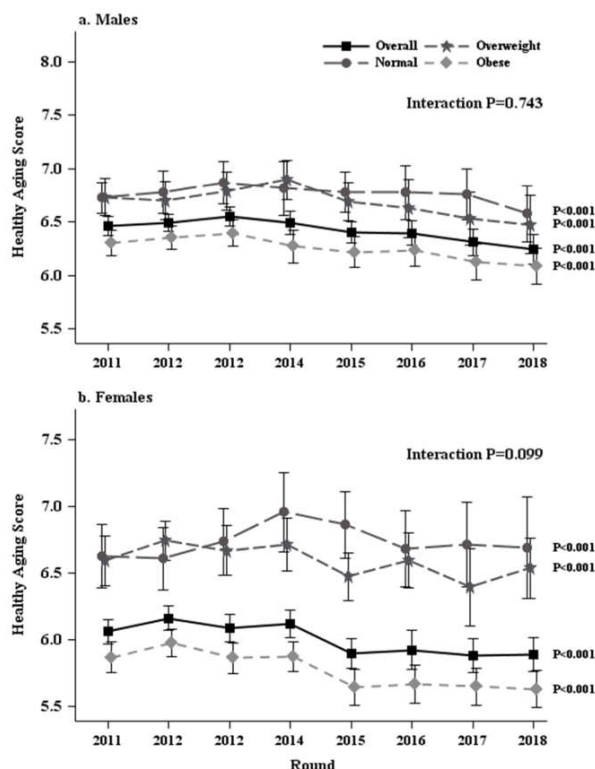 a. Males
Overall Overweight
Normal Obese
8.0
Interaction P=0.743
7.5
7.0
6.5
6.0
5.5
Healthy Aging Score
P<0.001
P<0.001
P<0.001
P<0.001
2011 2012 2012 2014 2015 2016 2017 2018
b. Females
7.5
Interaction P=0.099
7.0
6.5
6.0
5.5
Healthy Aging Score
P<0.001
P<0.001
P<0.001
P<0.001
2011 2012 2012 2014 2015 2016 2017 2018
Round